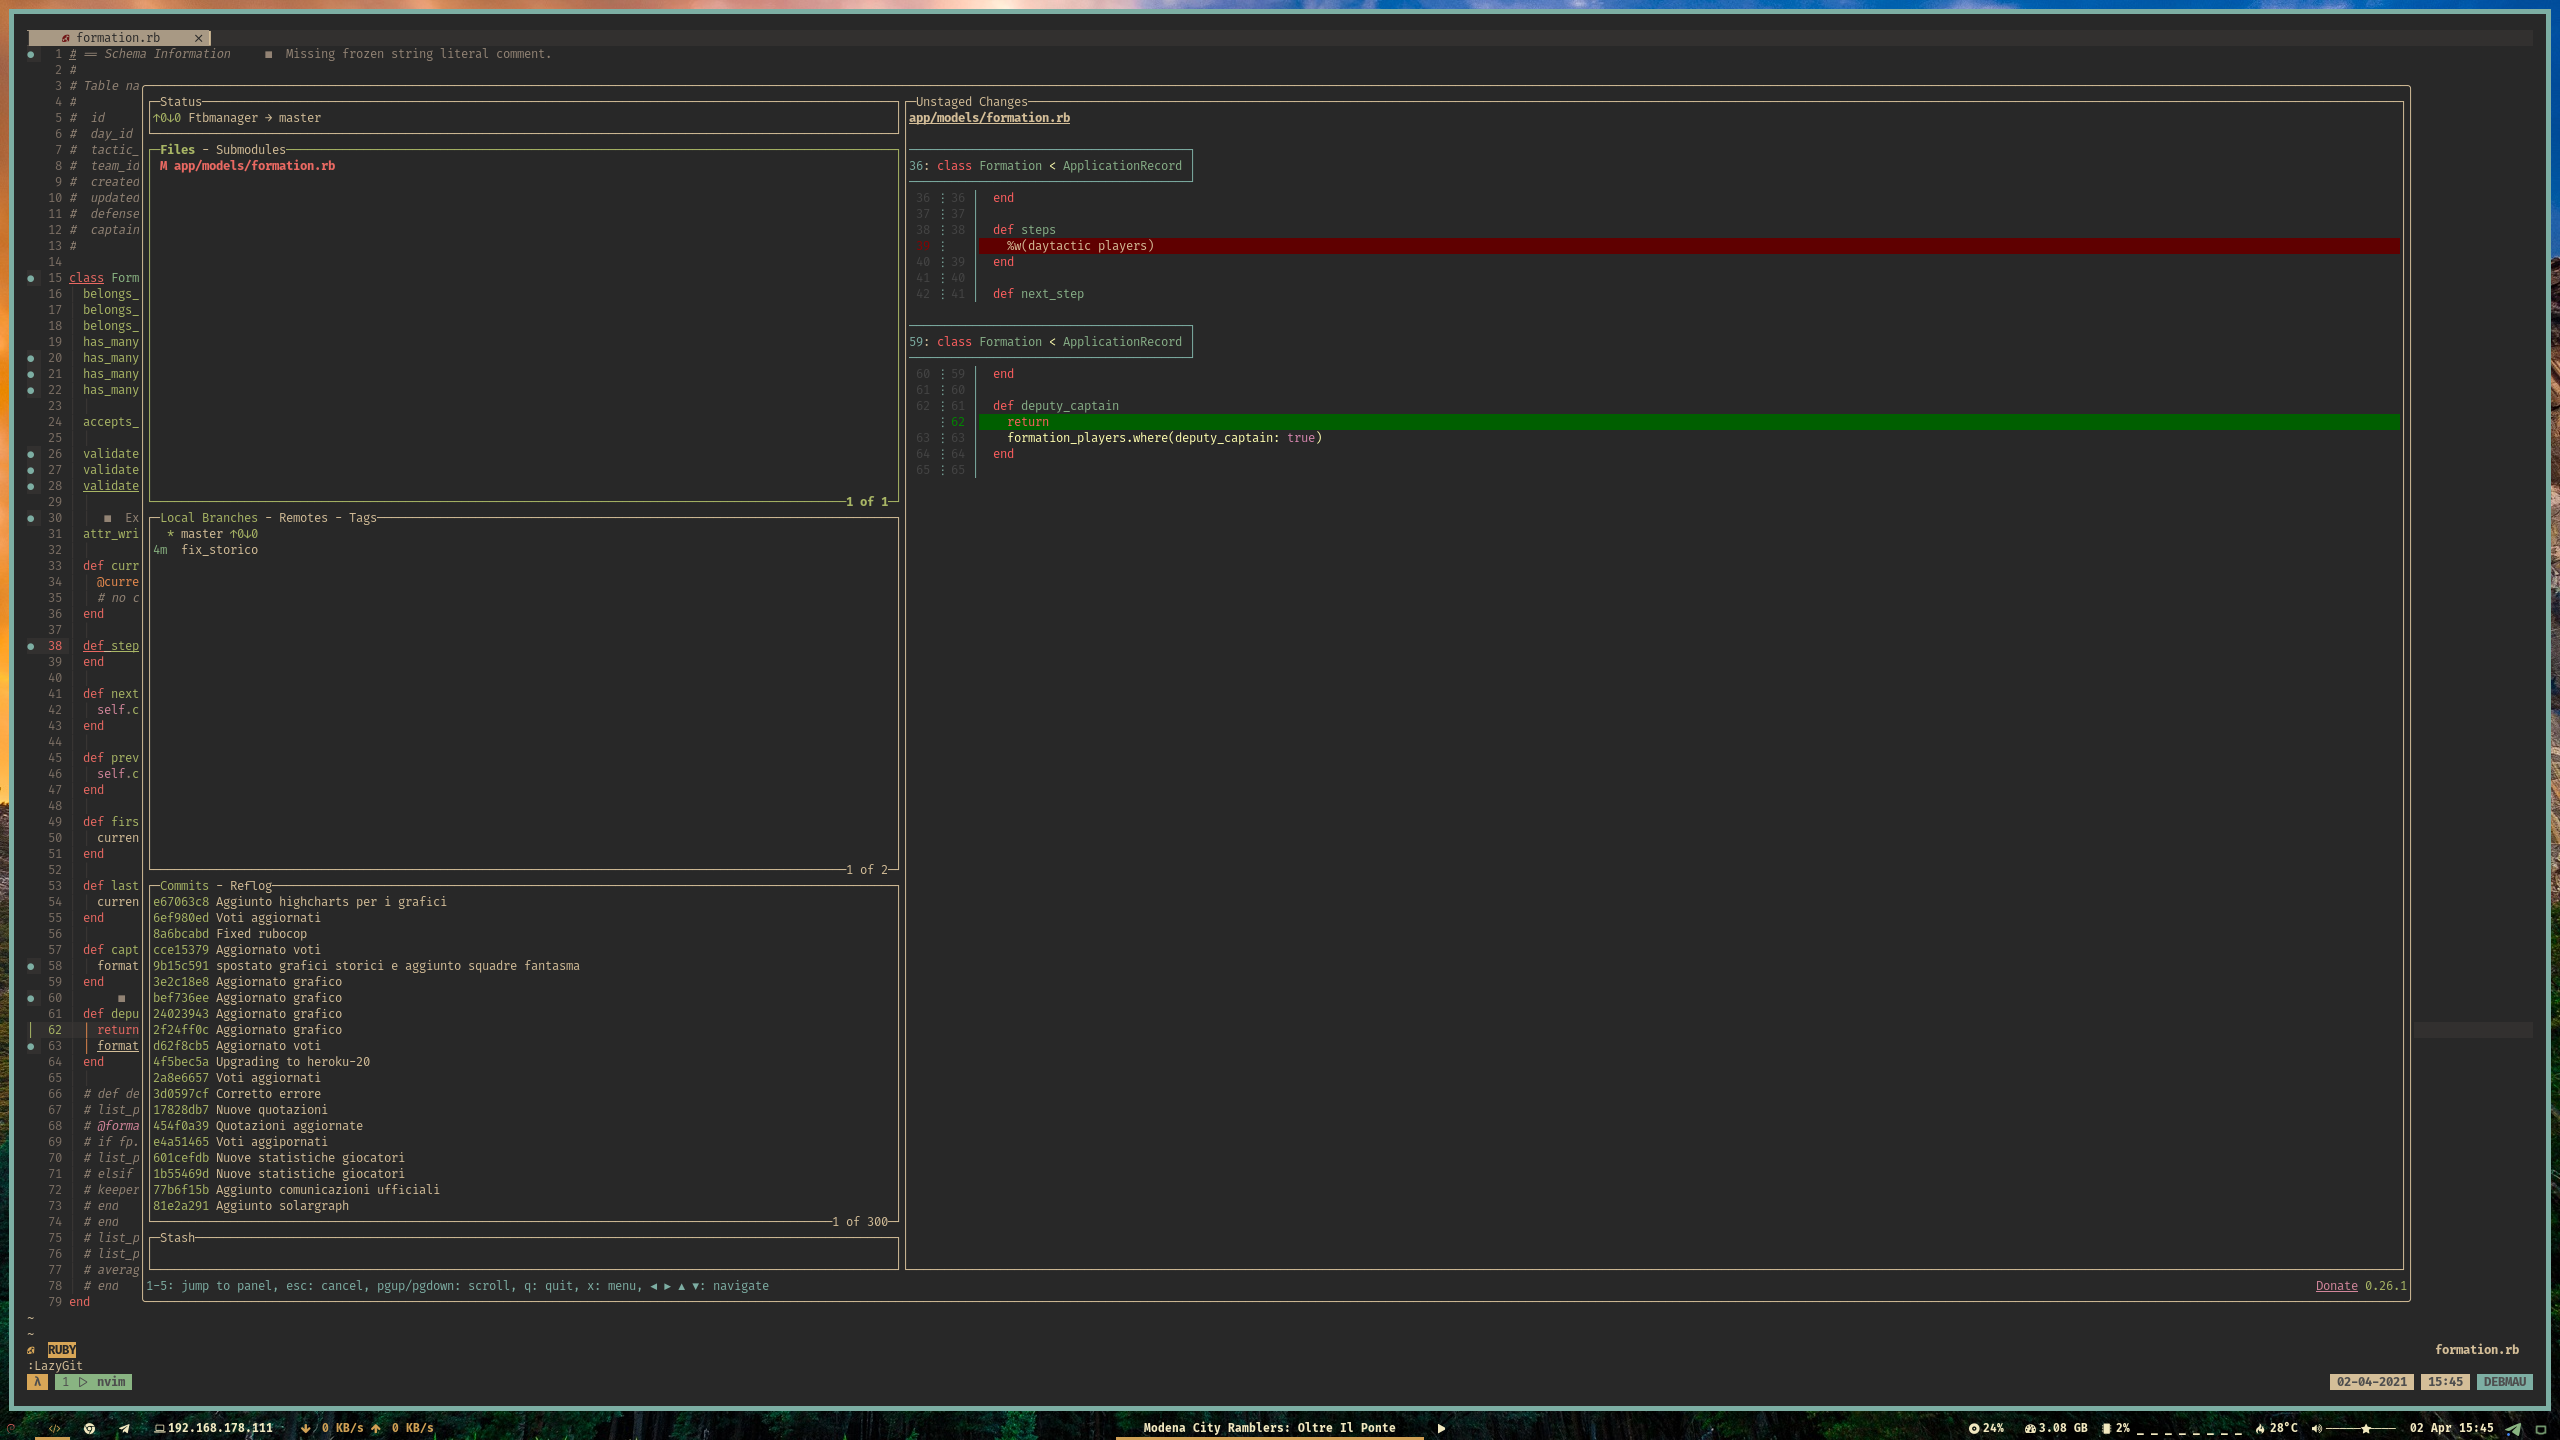 formation.rb ✕
1 # == Schema Information ■ Missing frozen string literal comment.
2 #
3 # Table na
4 #
5 # id
6 # day_id
7 # tactic_
8 # team_id
9 # created
10 # updated
11 # defense
12 # captain
13 #
14
15 class Form
16 belongs_
17 belongs_
18 belongs_
19 has_many
20 has_many
21 has_many
22 has_many
23
24 accepts_
25
26 validate
27 validate
28 validate
29
30 ■ Ex
31 attr_wri
32
33 def curr
34 @curre
35 # no c
36 end
37
38 def step
39 end
40
41 def next
42 self.c
43 end
44
45 def prev
46 self.c
47 end
48
49 def firs
50 curren
51 end
52
53 def last
54 curren
55 end
56
57 def capt
58 format
59 end
60 ■
61 def depu
62 return
63 format
64 end
65
66 # def de
67 # list_p
68 # @forma
69 # if fp.
70 # list_p
71 # elsif
72 # keeper
73 # end
74 # end
75 # list_p
76 # list_p
77 # averag
78 # end
79 end
~
~
Status
↑0↓0 Ftbmanager → master
Files - Submodules
M app/models/formation.rb
1 of 1
Local Branches - Remotes - Tags
* master ↑0↓0
4m fix_storico
1 of 2
Commits - Reflog
e67063c8 Aggiunto highcharts per i grafici
6ef980ed Voti aggiornati
8a6bcabd Fixed rubocop
cce15379 Aggiornato voti
9b15c591 spostato grafici storici e aggiunto squadre fantasma
3e2c18e8 Aggiornato grafico
bef736ee Aggiornato grafico
24023943 Aggiornato grafico
2f24ff0c Aggiornato grafico
d62f8cb5 Aggiornato voti
4f5bec5a Upgrading to heroku-20
2a8e6657 Voti aggiornati
3d0597cf Corretto errore
17828db7 Nuove quotazioni
454f0a39 Quotazioni aggiornate
e4a51465 Voti aggipornati
601cefdb Nuove statistiche giocatori
1b55469d Nuove statistiche giocatori
77b6f15b Aggiunto comunicazioni ufficiali
81e2a291 Aggiunto solargraph
1 of 300
Stash
Unstaged Changes
app/models/formation.rb
36: class Formation < ApplicationRecord
36 ⋮ 36 end
37 ⋮ 37
38 ⋮ 38 def steps
39 ⋮ %w(daytactic players)
40 ⋮ 39 end
41 ⋮ 40
42 ⋮ 41 def next_step
59: class Formation < ApplicationRecord
60 ⋮ 59 end
61 ⋮ 60
62 ⋮ 61 def deputy_captain
⋮ 62 return
63 ⋮ 63 formation_players.where(deputy_captain: true)
64 ⋮ 64 end
65 ⋮ 65
1-5: jump to panel, esc: cancel, pgup/pgdown: scroll, q: quit, x: menu, ◄ ► ▲ ▼: navigate
Donate 0.26.1
RUBY formation.rb
:LazyGit
λ 1 ▷ nvim 02-04-2021 15:45 DEBMAU
192.168.178.111 0 KB/s 0 KB/s Modena City Ramblers: Oltre Il Ponte 24% 3.08 GB 2% 28°C 02 Apr 15:45